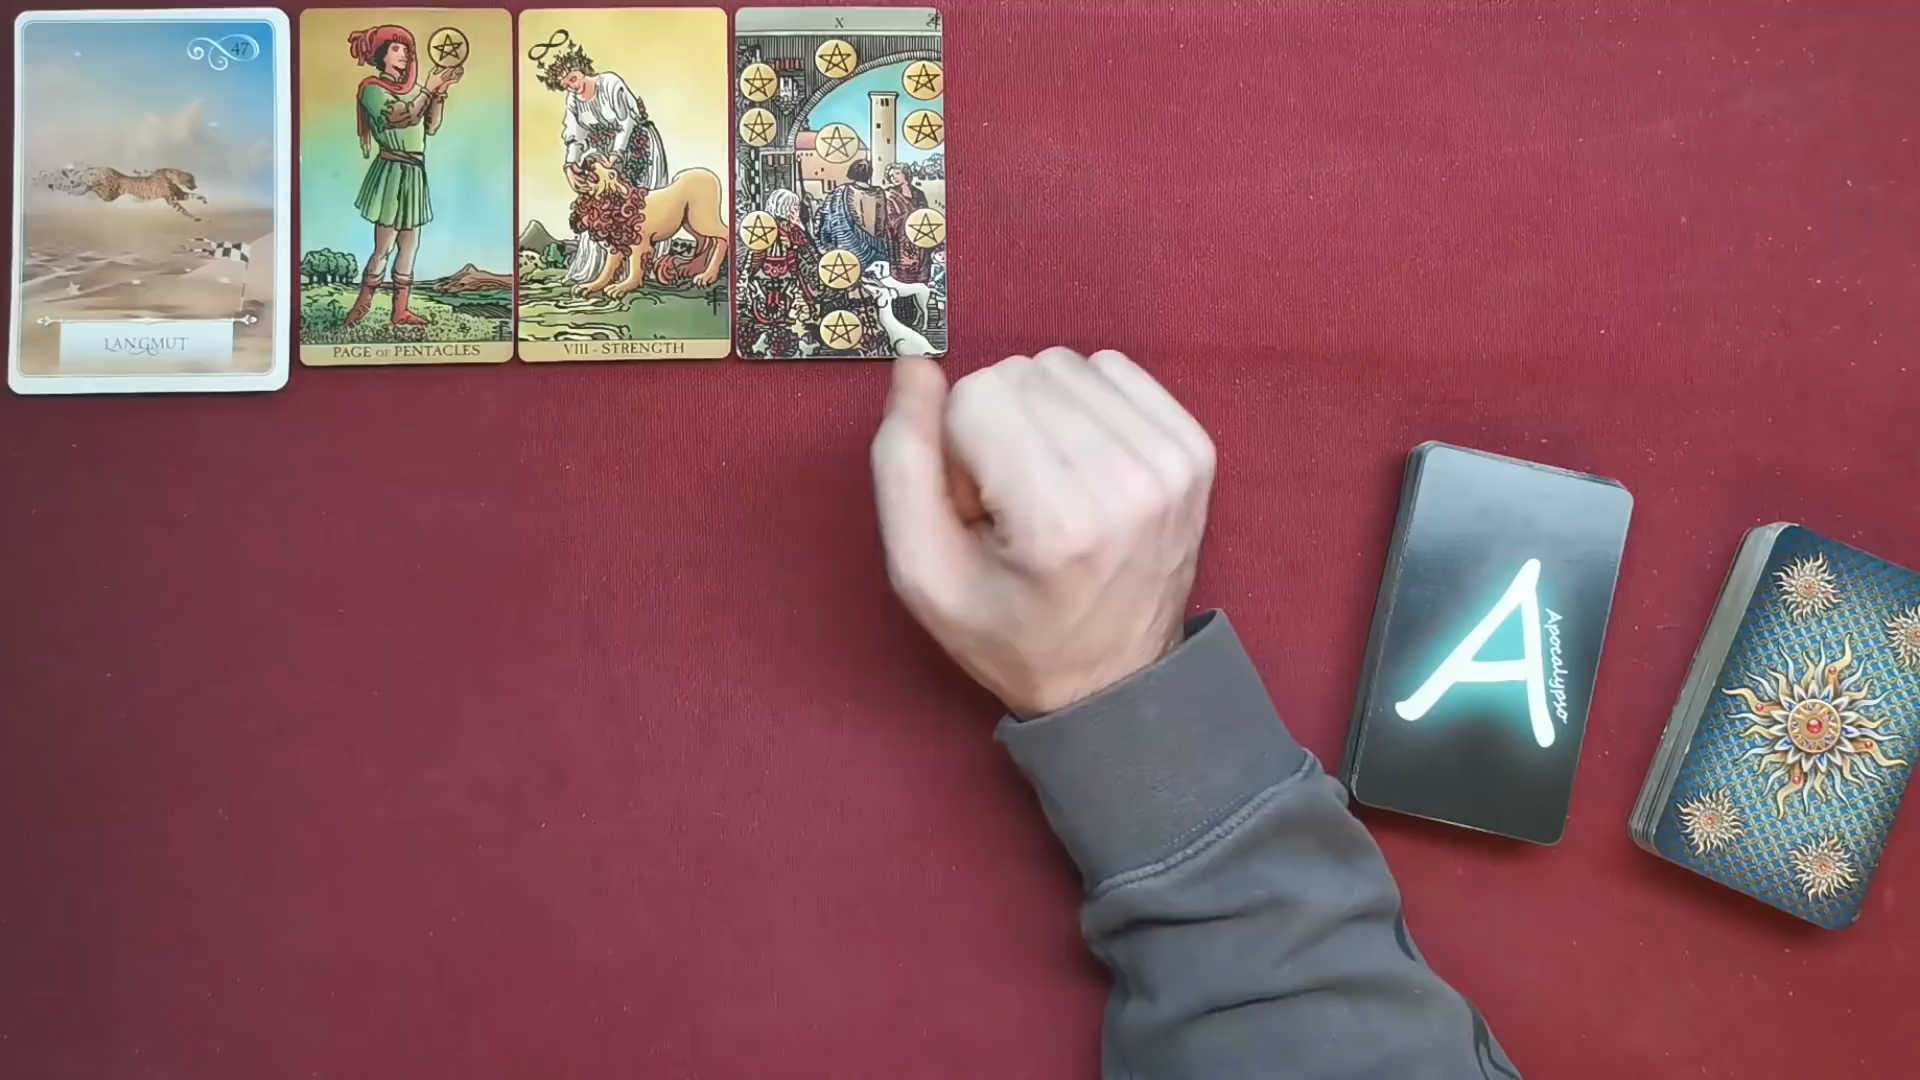 47
LANGMUT
PAGE OF PENTACLES
VIII - STRENGTH
X
A
Apocalypso